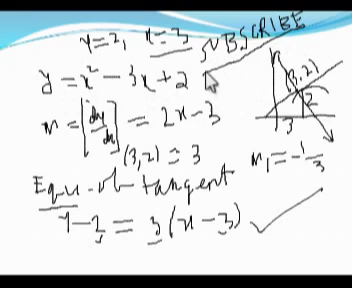 y=2, x=3 SUBSCRIBE
y = x² - 3x + 2
m = [dy/dx] = 2x - 3
(3,2) = 3
(3,2)
2
3
m₁ = -1/3
Equ. of tangent
y-2 = 3(x-3)